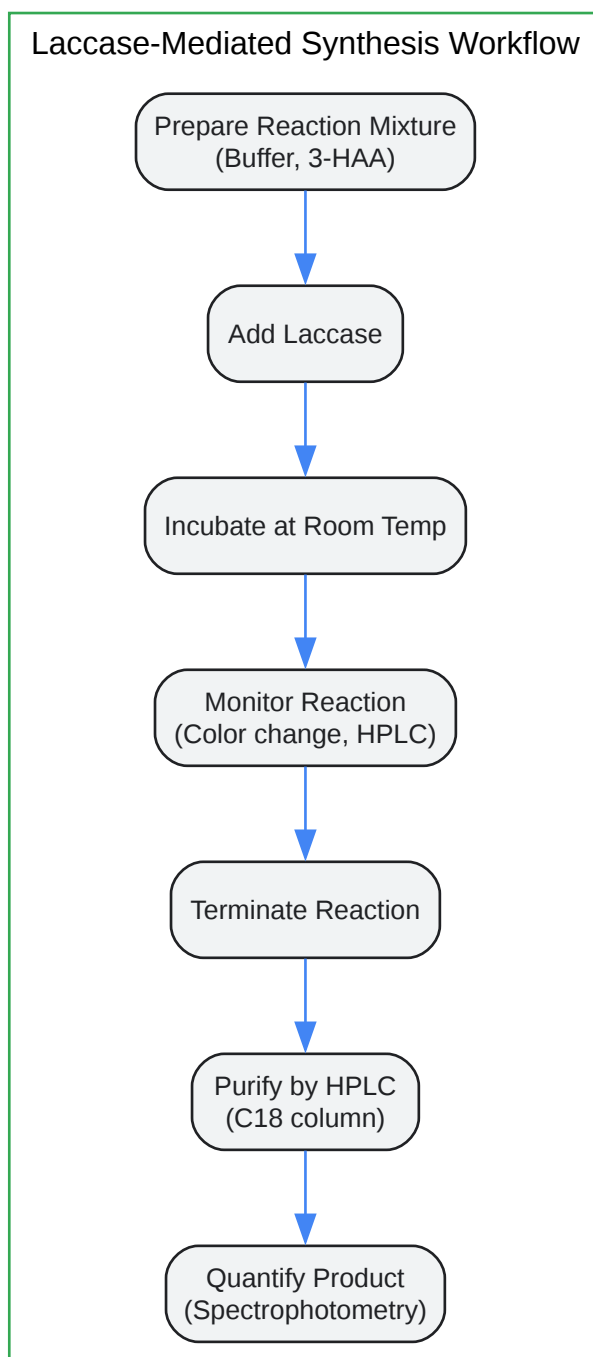 Laccase-Mediated Synthesis Workflow
Prepare Reaction Mixture
(Buffer, 3-HAA)
Add Laccase
Incubate at Room Temp
Monitor Reaction
(Color change, HPLC)
Terminate Reaction
Purify by HPLC
(C18 column)
Quantify Product
(Spectrophotometry)